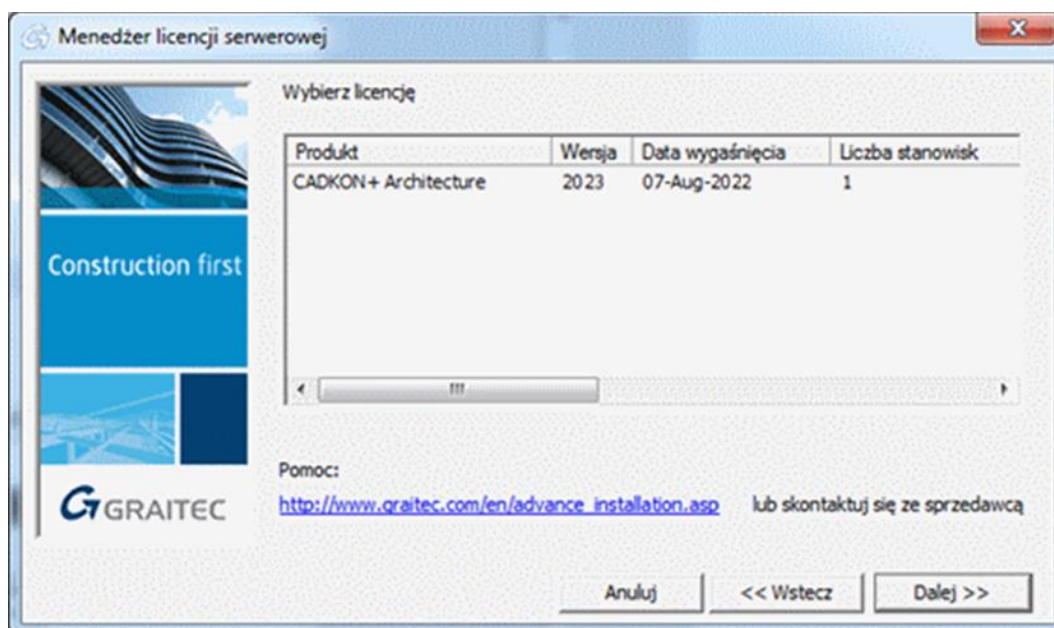 Menedżer licencji serwerowej
Wybierz licencję
Produkt Wersja Data wygaśnięcia Liczba stanowisk
CADKON+ Architecture 2023 07-Aug-2022 1
Construction first
GRAITEC
Pomoc:
http://www.graitec.com/en/advance_installation.asp lub skontaktuj się ze sprzedawcą
Anuluj << Wstecz Dalej >>